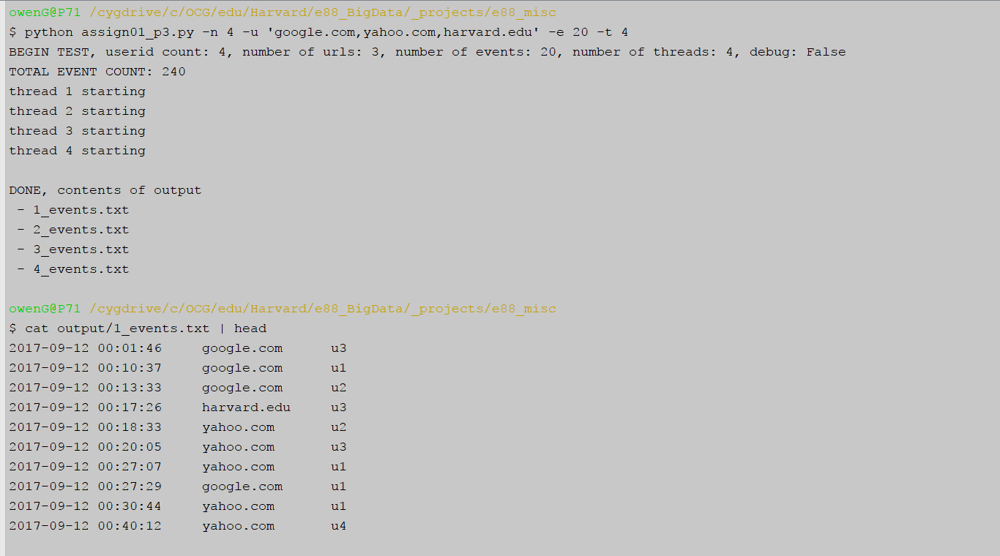 owenG@P71 /cygdrive/c/OCG/edu/Harvard/e88_BigData/_projects/e88_misc
$ python assign01_p3.py -n 4 -u 'google.com,yahoo.com,harvard.edu' -e 20 -t 4
BEGIN TEST, userid count: 4, number of urls: 3, number of events: 20, number of threads: 4, debug: False
TOTAL EVENT COUNT: 240
thread 1 starting
thread 2 starting
thread 3 starting
thread 4 starting

DONE, contents of output
 - 1_events.txt
 - 2_events.txt
 - 3_events.txt
 - 4_events.txt

owenG@P71 /cygdrive/c/OCG/edu/Harvard/e88_BigData/_projects/e88_misc
$ cat output/1_events.txt | head
2017-09-12 00:01:46     google.com      u3
2017-09-12 00:10:37     google.com      u1
2017-09-12 00:13:33     google.com      u2
2017-09-12 00:17:26     harvard.edu     u3
2017-09-12 00:18:33     yahoo.com       u2
2017-09-12 00:20:05     yahoo.com       u3
2017-09-12 00:27:07     yahoo.com       u1
2017-09-12 00:27:29     google.com      u1
2017-09-12 00:30:44     yahoo.com       u1
2017-09-12 00:40:12     yahoo.com       u4